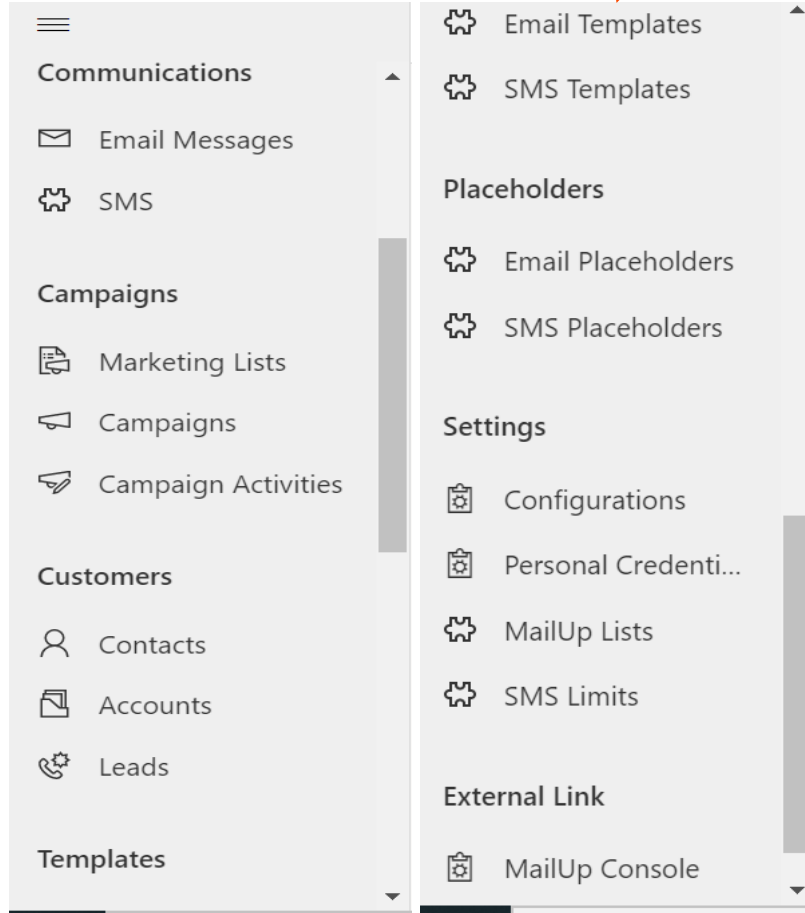 Communications
Email Messages
SMS
Campaigns
Marketing Lists
Campaigns
Campaign Activities
Customers
Contacts
Accounts
Leads
Templates
Email Templates
SMS Templates
Placeholders
Email Placeholders
SMS Placeholders
Settings
Configurations
Personal Credenti...
MailUp Lists
SMS Limits
External Link
MailUp Console